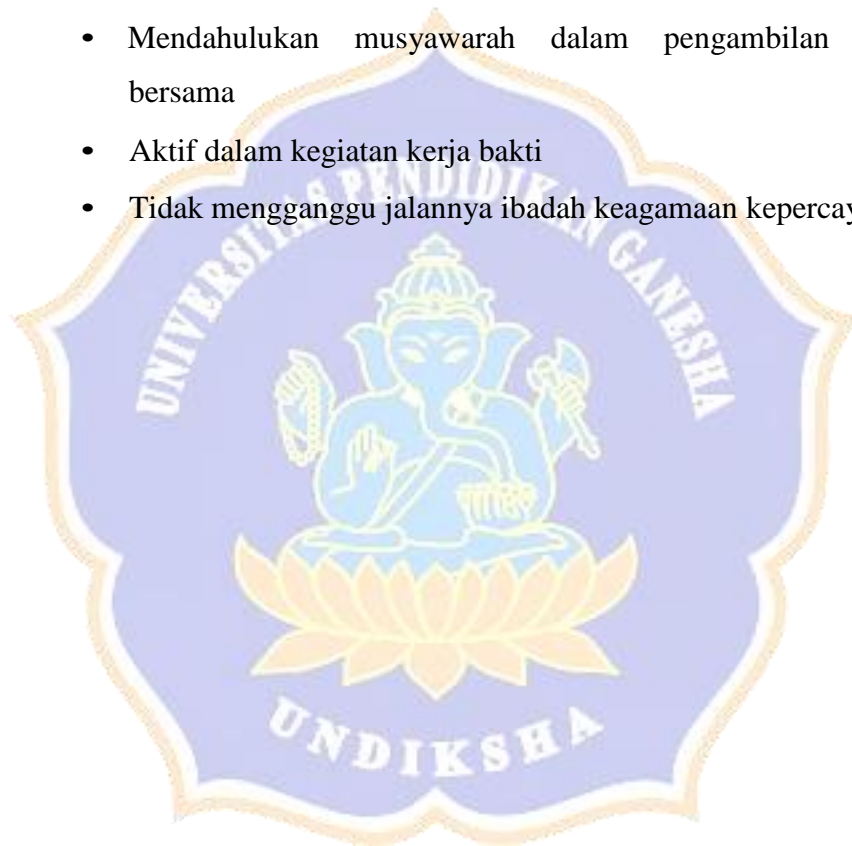 • Mendahulukan musyawarah dalam pengambilan
bersama
• Aktif dalam kegiatan kerja bakti
• Tidak mengganggu jalannya ibadah keagamaan kepercay
UNIVERSITAS PENDIDIKAN GANESHA
UNDIKSHA